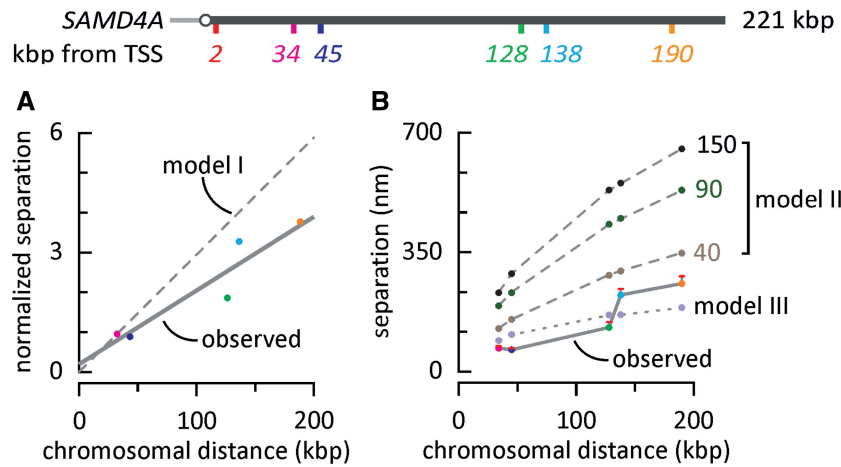 SAMD4A 221 kbp
kbp from TSS 2 34 45 128 138 190
A
normalized separation
6
3
0
model I
observed
0 100 200
chromosomal distance (kbp)
B
separation (nm)
700
350
0
150
90
40
model II
model III
observed
0 100 200
chromosomal distance (kbp)